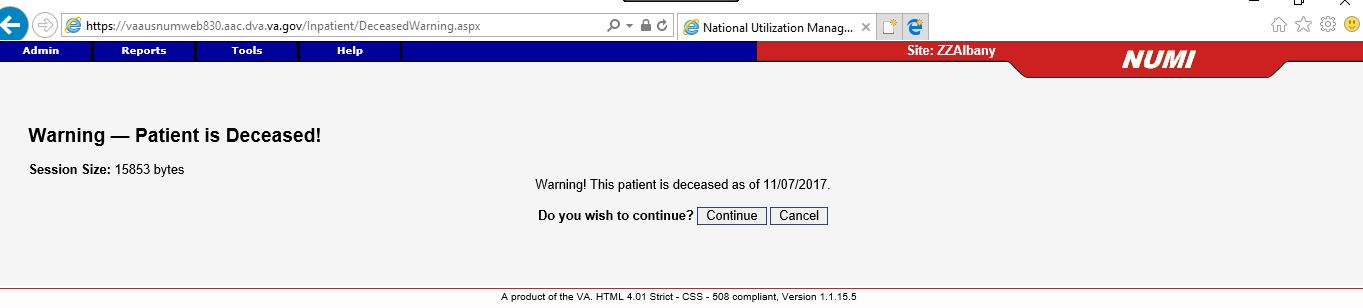 https://vaausnumweb830.aac.dva.va.gov/Inpatient/DeceasedWarning.aspx
National Utilization Manag...
Admin Reports Tools Help Site: ZZAlbany NUMI
Warning — Patient is Deceased!
Session Size: 15853 bytes
Warning! This patient is deceased as of 11/07/2017.
Do you wish to continue? Continue Cancel
A product of the VA. HTML 4.01 Strict - CSS - 508 compliant, Version 1.1.15.5